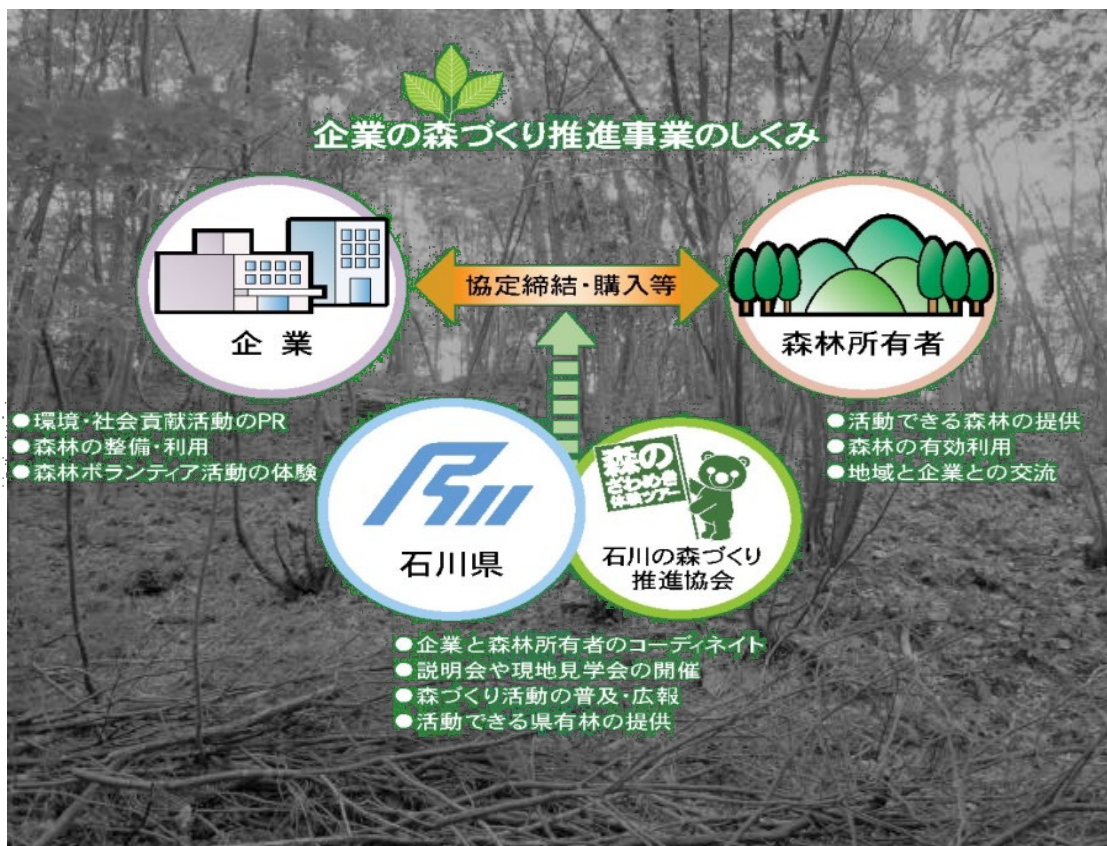 企業の森づくり推進事業のしくみ
協定締結・購入等
企業
森林所有者
●環境・社会貢献活動のPR
●森林の整備・利用
●森林ボランティア活動の体験
●活動できる森林の提供
●森林の有効利用
●地域と企業との交流
森の
ざわめき
体験ツアー
石川県
石川の森づくり
推進協会
●企業と森林所有者のコーディネイト
●説明会や現地見学会の開催
●森づくり活動の普及・広報
●活動できる県有林の提供